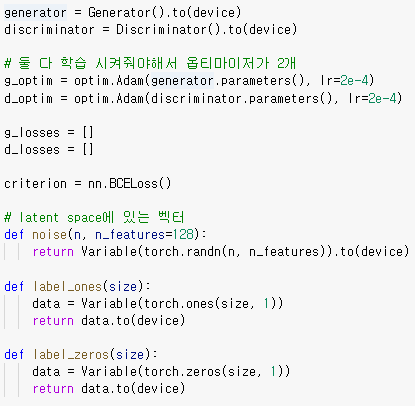 generator = Generator().to(device)
discriminator = Discriminator().to(device)
# 둘 다 학습 시켜줘야해서 옵티마이저가 2개
g_optim = optim.Adam(generator.parameters(), lr=2e-4)
d_optim = optim.Adam(discriminator.parameters(), lr=2e-4)
g_losses = []
d_losses = []
criterion = nn.BCELoss()
# latent space에 있는 벡터
def noise(n, n_features=128):
    return Variable(torch.randn(n, n_features)).to(device)
def label_ones(size):
    data = Variable(torch.ones(size, 1))
    return data.to(device)
def label_zeros(size):
    data = Variable(torch.zeros(size, 1))
    return data.to(device)